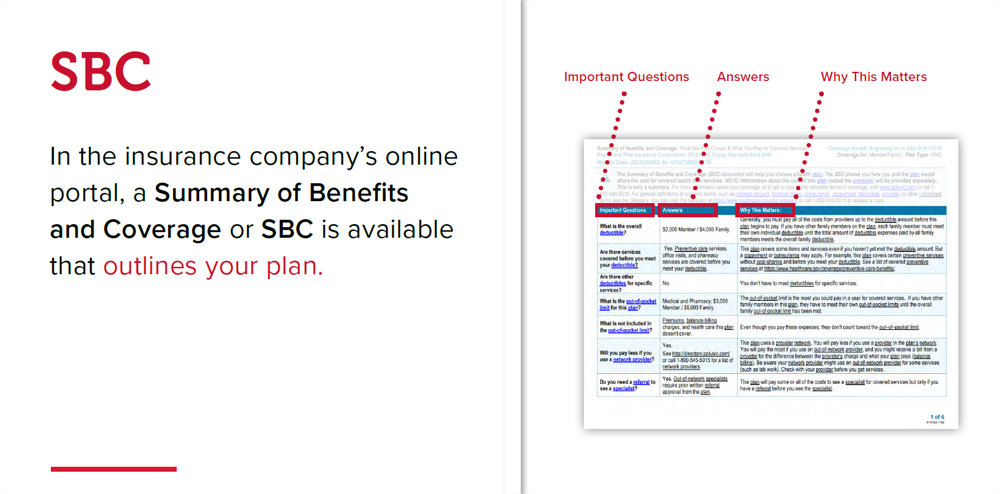 SBC
In the insurance company's online
portal, a Summary of Benefits
and Coverage or SBC is available
that outlines your plan.
Important Questions
Answers
Why This Matters
Summary of Benefits and Coverage: What this Plan Covers & What You Pay for Covered Services
Coverage Period: Beginning on or after 01/01/2018
Physicians Plus Insurance Corporation: 2018 HMO Copay Standard Gold 2000
Coverage for: Member/Family | Plan Type: HMO
Medical Code: JZC3520GAC Rx:
The Summary of Benefits and Coverage (SBC) document will help you choose a health plan. The SBC shows you how you and the plan would
share the cost for covered health care services. NOTE: Information about the cost of this plan (called the premium) will be provided separately.
This is only a summary. For more information about your coverage, or to get a copy the complete terms of coverage, visit www.pplusic.com or call 1-
800-545-5015. For general definitions of common terms, such as allowed amount, balance billing, coinsurance, copayment, deductible, provider, or other underlined
terms see the Glossary. You can view the Glossary at https://www.healthcare.gov/sbc-glossary or call 1-800-545-5015 to request a copy.
Important Questions
Answers
Why This Matters:
What is the overall
deductible?
$2,000 Member / $4,000 Family.
Generally, you must pay all of the costs from providers up to the deductible amount before this
plan begins to pay. If you have other family members on the plan, each family member must meet
their own individual deductible until the total amount of deductible expenses paid by all family
members meets the overall family deductible.
Are there services
covered before you meet
your deductible?
Yes, Preventive care services,
office visits, and pharmacy
services are covered before you
meet your deductible.
This plan covers some items and services even if you haven't yet met the deductible amount. But
a copayment or coinsurance may apply. For example, this plan covers certain preventive services
without cost-sharing and before you meet your deductible. See a list of covered preventive
services at https://www.healthcare.gov/coverage/preventive-care-benefits/.
Are there other
deductibles for specific
services?
No.
You don't have to meet deductibles for specific services.
What is the out-of-pocket
limit for this plan?
Medical and Pharmacy: $3,000
Member / $6,000 Family.
The out-of-pocket limit is the most you could pay in a year for covered services. If you have other
family members in this plan, they have to meet their own out-of-pocket limits until the overall
family out-of-pocket limit has been met.
What is not included in
the out-of-pocket limit?
Premiums, balance-billing
charges, and health care this plan
doesn't cover.
Even though you pay these expenses, they don't count toward the out–of–pocket limit.
Will you pay less if you
use a network provider?
Yes.
See http://directory.pplusic.com/
or call 1-800-545-5015 for a list of
network providers.
This plan uses a provider network. You will pay less if you use a provider in the plan's network.
You will pay the most if you use an out-of-network provider, and you might receive a bill from a
provider for the difference between the provider's charge and what your plan pays (balance
billing). Be aware your network provider might use an out-of-network provider for some services
(such as lab work). Check with your provider before you get services.
Do you need a referral to
see a specialist?
Yes. Out-of-network specialists
require prior written referral
approval from the plan.
This plan will pay some or all of the costs to see a specialist for covered services but only if you
have a referral before you see the specialist.
1 of 6